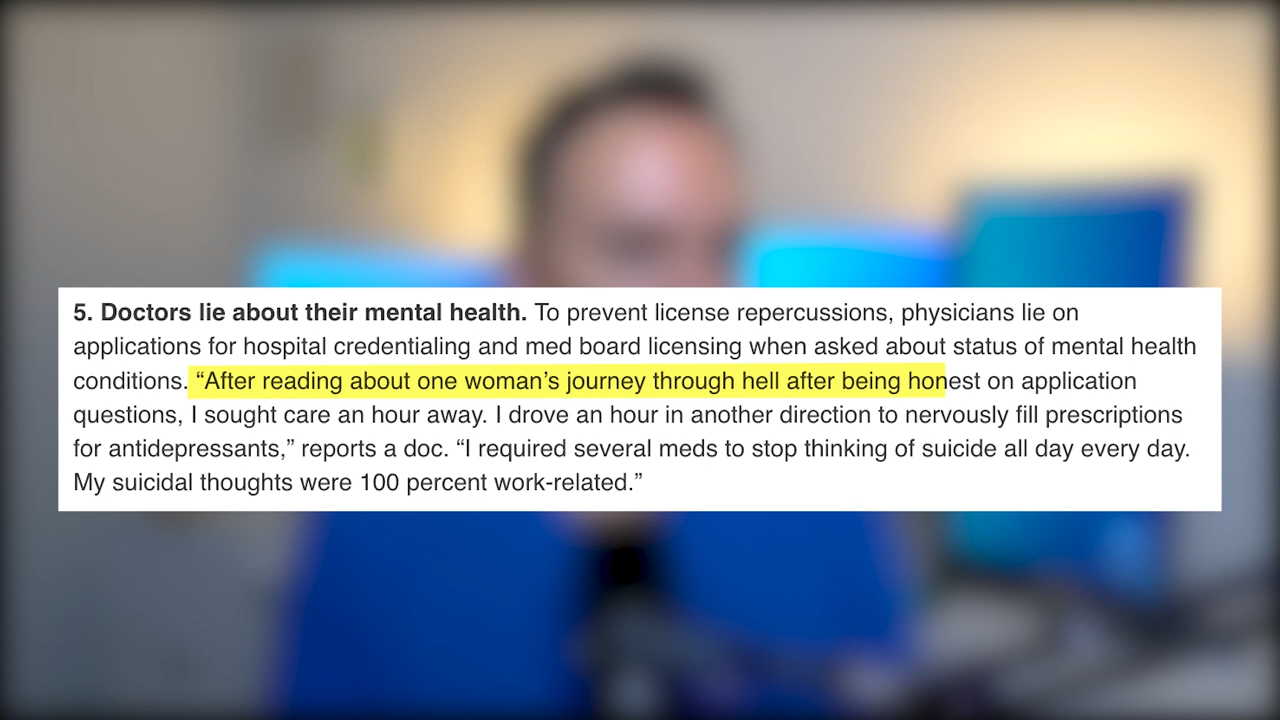 5. Doctors lie about their mental health. To prevent license repercussions, physicians lie on
applications for hospital credentialing and med board licensing when asked about status of mental health
conditions. “After reading about one woman’s journey through hell after being honest on application
questions, I sought care an hour away. I drove an hour in another direction to nervously fill prescriptions
for antidepressants,” reports a doc. “I required several meds to stop thinking of suicide all day every day.
My suicidal thoughts were 100 percent work-related.”